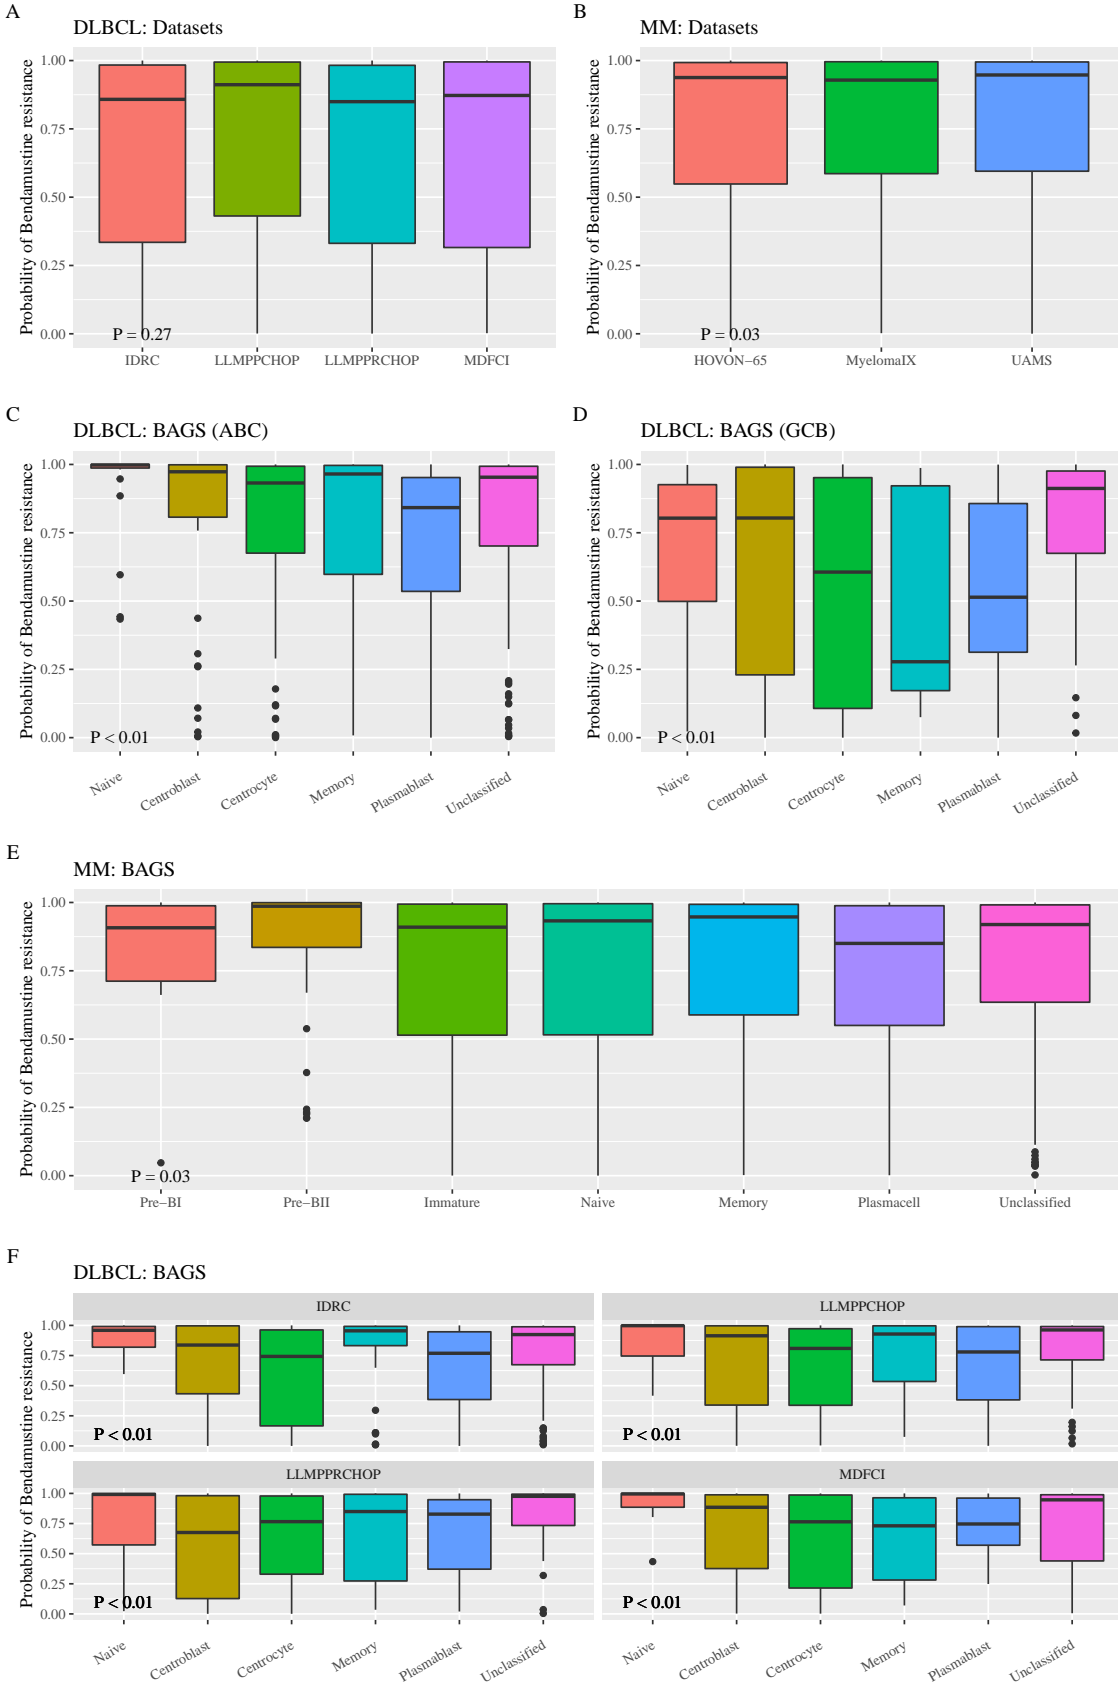 A
DLBCL: Datasets
Probability of Bendamustine resistance
1.00
0.75
0.50
0.25
0.00
P = 0.27
IDRC LLMPPCHOP LLMPPRCHOP MDFCI
B
MM: Datasets
Probability of Bendamustine resistance
1.00
0.75
0.50
0.25
0.00
P = 0.03
HOVON−65 MyelomaIX UAMS
C
DLBCL: BAGS (ABC)
Probability of Bendamustine resistance
1.00
0.75
0.50
0.25
0.00
P < 0.01
Naive Centroblast Centrocyte Memory Plasmablast Unclassified
D
DLBCL: BAGS (GCB)
Probability of Bendamustine resistance
1.00
0.75
0.50
0.25
0.00
P < 0.01
Naive Centroblast Centrocyte Memory Plasmablast Unclassified
E
MM: BAGS
Probability of Bendamustine resistance
1.00
0.75
0.50
0.25
0.00
P = 0.03
Pre−BI Pre−BII Immature Naive Memory Plasmacell Unclassified
F
DLBCL: BAGS
Probability of Bendamustine resistance
IDRC
1.00
0.75
0.50
0.25
0.00
P < 0.01
LLMPPCHOP
P < 0.01
LLMPPRCHOP
1.00
0.75
0.50
0.25
0.00
P < 0.01
MDFCI
P < 0.01
Naive Centroblast Centrocyte Memory Plasmablast Unclassified
Naive Centroblast Centrocyte Memory Plasmablast Unclassified